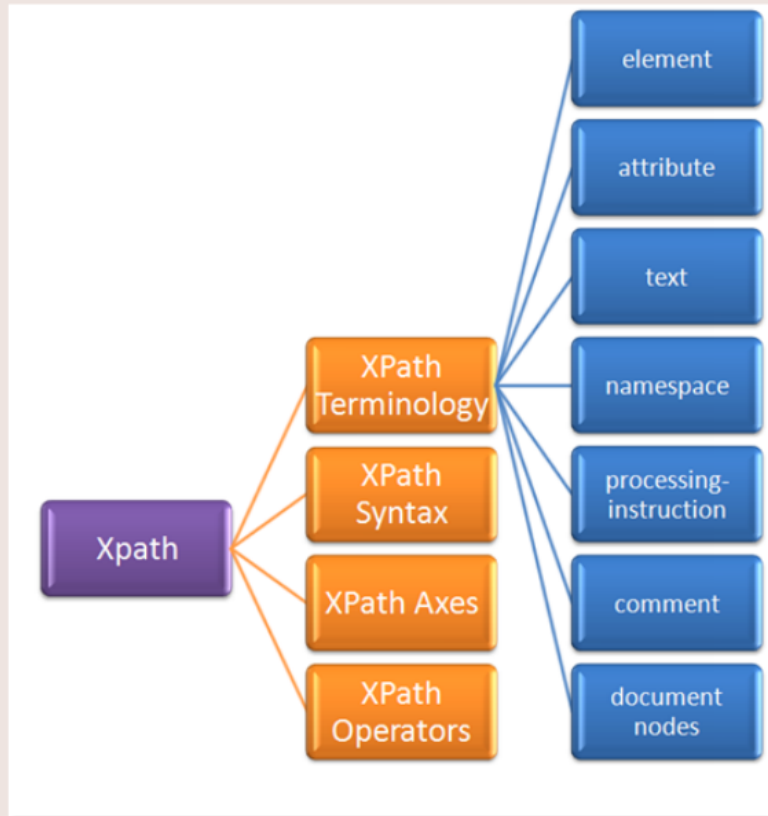 Xpath
XPath
Terminology
XPath
Syntax
XPath Axes
XPath
Operators
element
attribute
text
namespace
processing-
instruction
comment
document
nodes